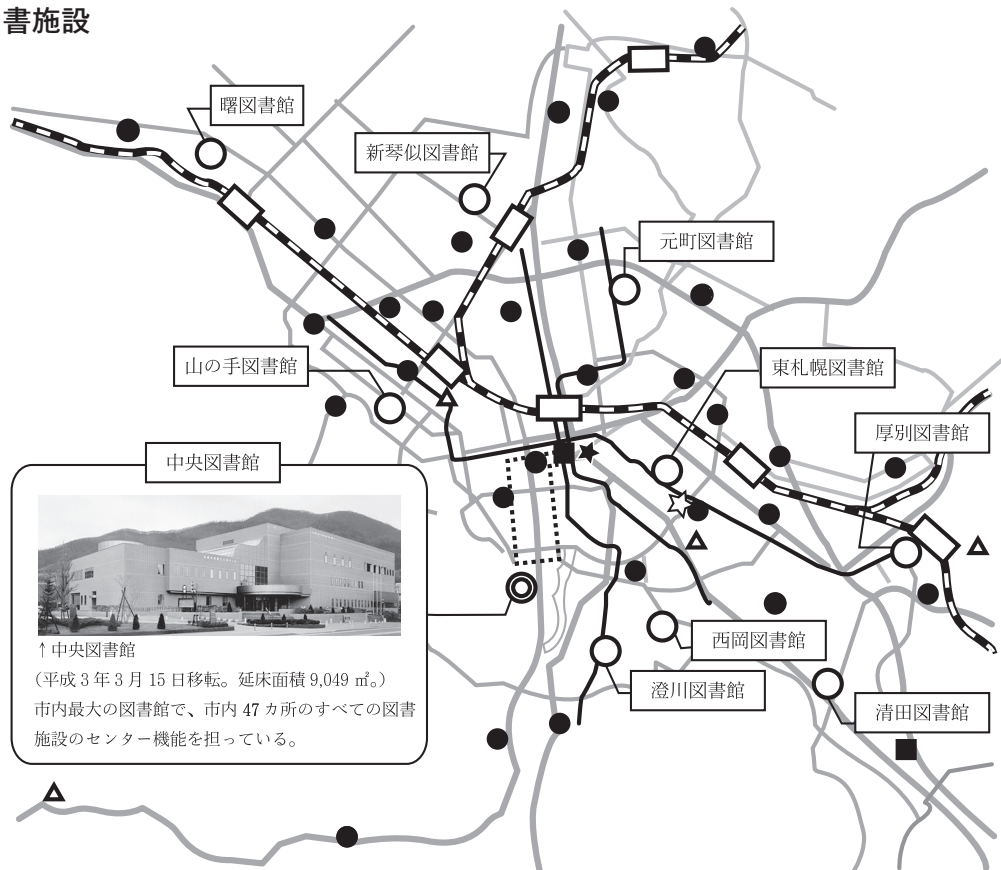 書施設
曙図書館
新琴似図書館
元町図書館
山の手図書館
東札幌図書館
厚別図書館
中央図書館
↑中央図書館
(平成 3 年 3 月 15 日移転。延床面積 9,049 ㎡。)
市内最大の図書館で、市内 47 カ所のすべての図書
施設のセンター機能を担っている。
西岡図書館
澄川図書館
清田図書館